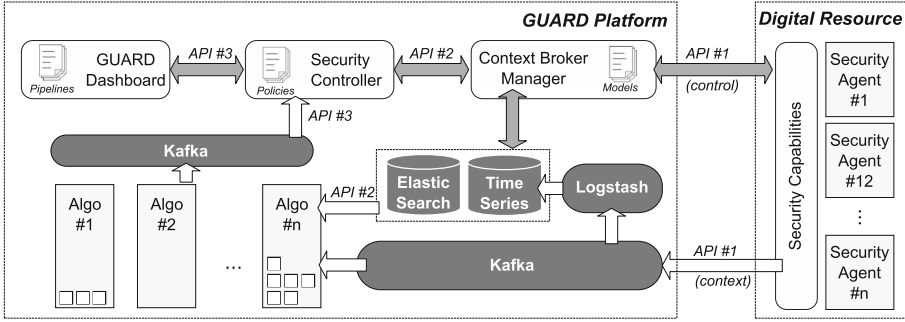 GUARD Platform
Digital Resource
GUARD
Dashboard
Pipelines
API #3
Security
Controller
Policies
API #2
Context Broker
Manager
Models
API #1
(control)
Security Capabilities
Security
Agent
#1
Security
Agent
#12
...
Security
Agent
#n
API #3
Kafka
Elastic
Search
Time
Series
Logstash
Algo
#1
Algo
#2
...
Algo
#n
API #2
Kafka
API #1
(context)